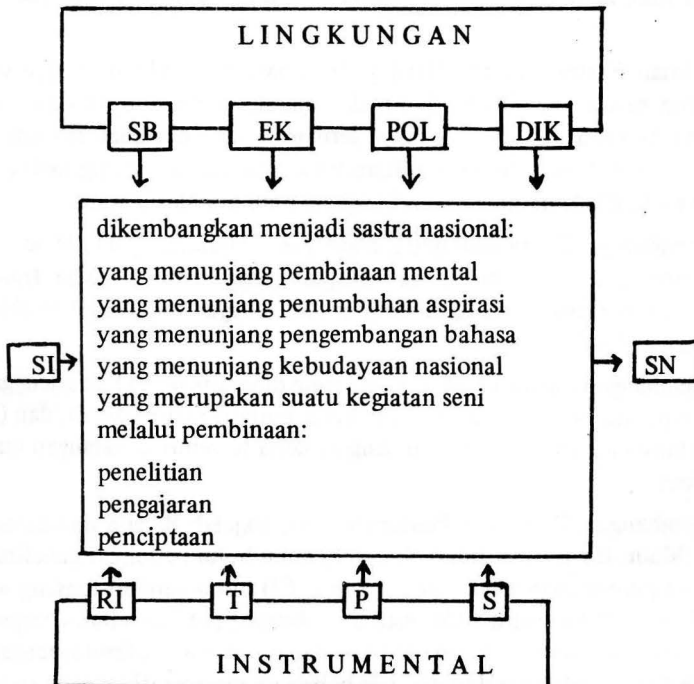 LINGKUNGAN
SB EK POL DIK
dikembangkan menjadi sastra nasional:
yang menunjang pembinaan mental
yang menunjang penumbuhan aspirasi
yang menunjang pengembangan bahasa
SI yang menunjang kebudayaan nasional SN
yang merupakan suatu kegiatan seni
melalui pembinaan:
penelitian
pengajaran
penciptaan
RI T P S
INSTRUMENTAL